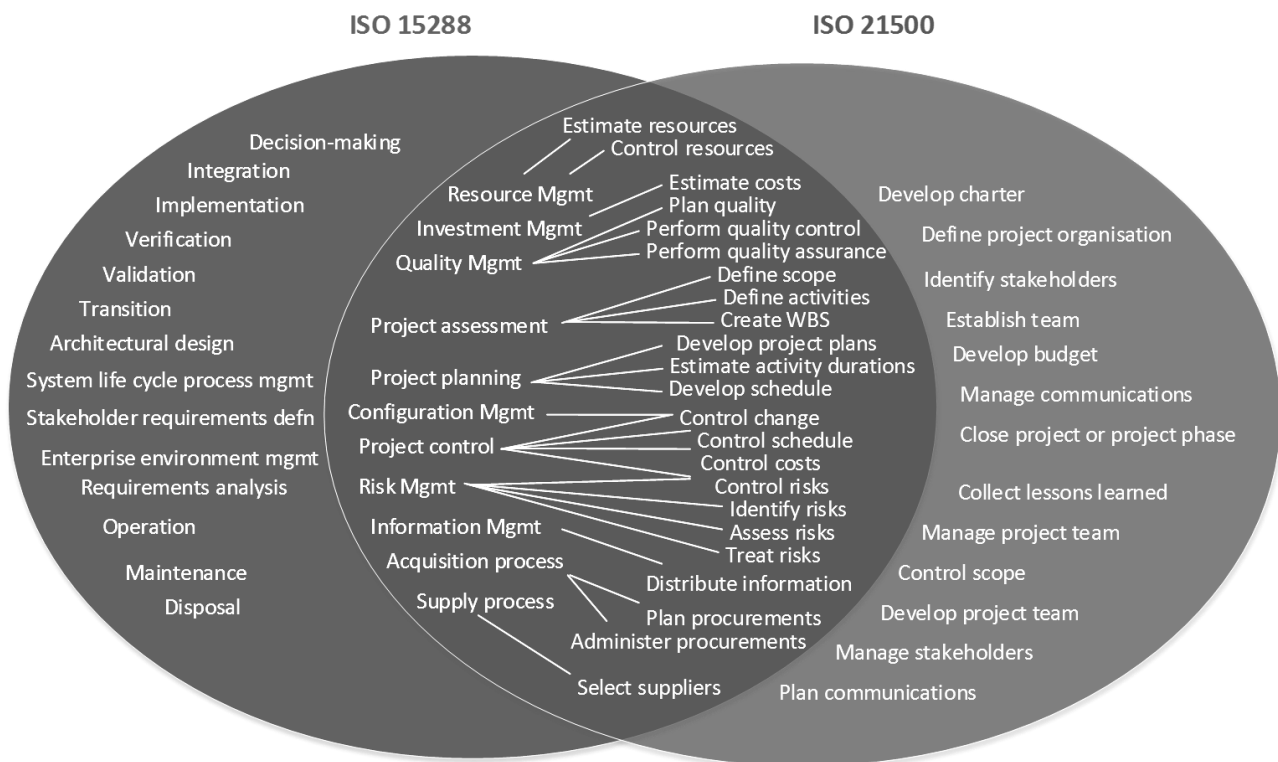 ISO 15288
ISO 21500
Decision-making
Integration
Implementation
Verification
Validation
Transition
Architectural design
System life cycle process mgmt
Stakeholder requirements defn
Enterprise environment mgmt
Requirements analysis
Operation
Maintenance
Disposal
Resource Mgmt
Investment Mgmt
Quality Mgmt
Project assessment
Project planning
Configuration Mgmt
Project control
Risk Mgmt
Information Mgmt
Acquisition process
Supply process
Estimate resources
Control resources
Estimate costs
Plan quality
Perform quality control
Perform quality assurance
Define scope
Define activities
Create WBS
Develop project plans
Estimate activity durations
Develop schedule
Control change
Control schedule
Control costs
Control risks
Identify risks
Assess risks
Treat risks
Distribute information
Plan procurements
Administer procurements
Select suppliers
Develop charter
Define project organisation
Identify stakeholders
Establish team
Develop budget
Manage communications
Close project or project phase
Collect lessons learned
Manage project team
Control scope
Develop project team
Manage stakeholders
Plan communications